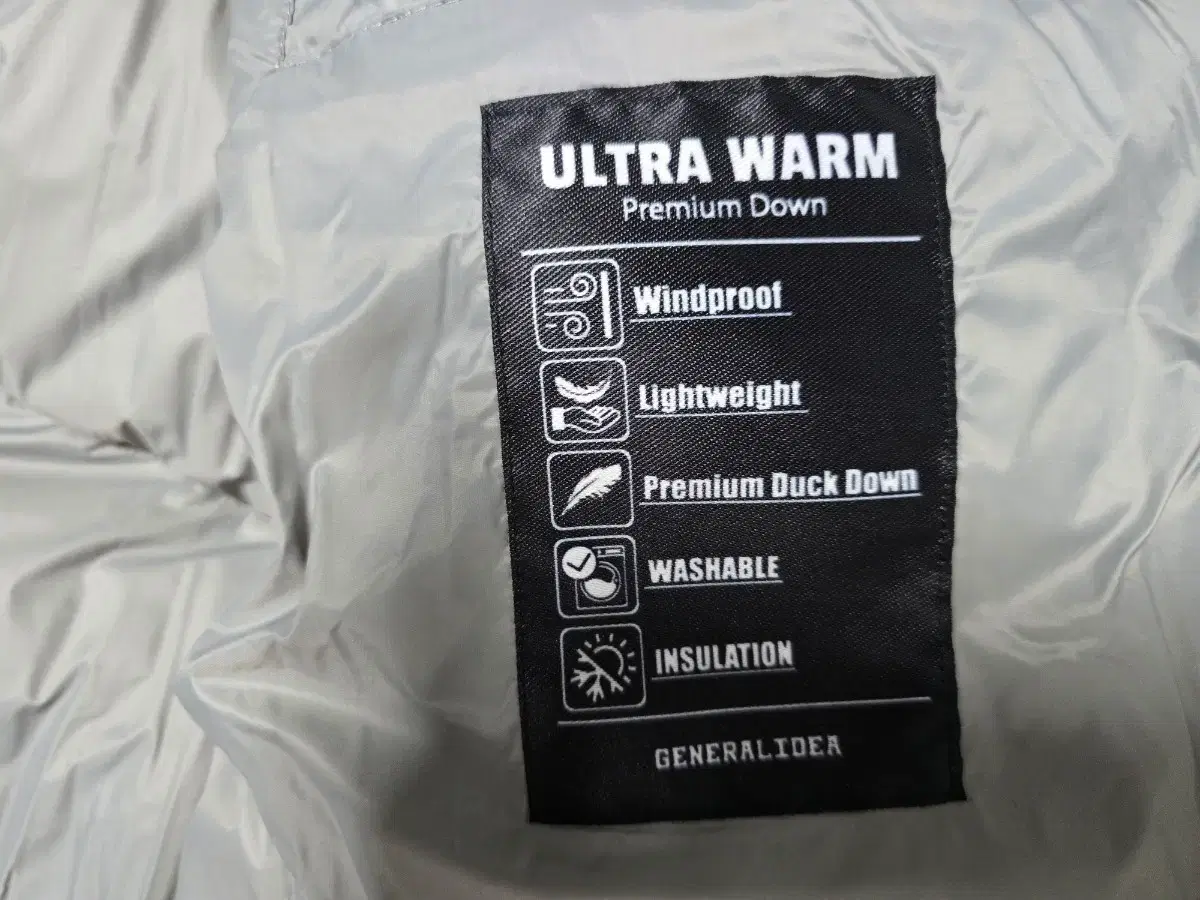 ULTRA WARM
Premium Down
Windproof
Lightweight
Premium Duck Down
WASHABLE
INSULATION
GENERALIDEA